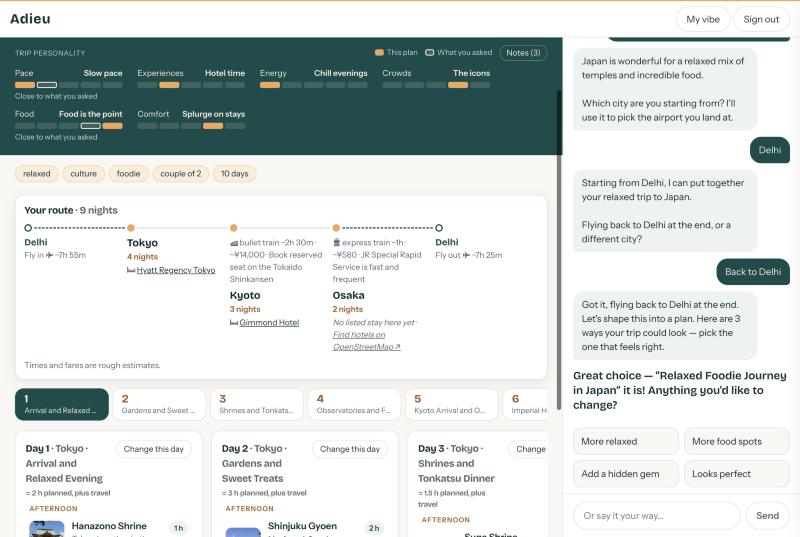 Adieu
My vibe
Sign out
TRIP PERSONALITY
This plan
What you asked
Notes (3)
Pace
Slow pace
Close to what you asked
Experiences
Hotel time
Energy
Chill evenings
Crowds
The icons
Food
Food is the point
Close to what you asked
Comfort
Splurge on stays
relaxed
culture
foodie
couple of 2
10 days
Your route · 9 nights
Delhi
Fly in ✈ ~7h 55m
Tokyo
4 nights
Hyatt Regency Tokyo
bullet train ~2h 30m ·
~¥14,000 · Book reserved
seat on the Tokaido
Shinkansen
Kyoto
3 nights
Gimmond Hotel
express train ~1h ·
~¥580 · JR Special Rapid
Service is fast and
frequent
Osaka
2 nights
No listed stay here yet ·
Find hotels on
OpenStreetMap ↗
Delhi
Fly out ✈ ~7h 25m
Times and fares are rough estimates.
1
Arrival and Relaxed ...
2
Gardens and Sweet ...
3
Shrines and Tonkats...
4
Observatories and F...
5
Kyoto Arrival and O...
6
Imperial H
Day 1 · Tokyo ·
Arrival and
Relaxed Evening
Change this day
≈ 2 h planned, plus travel
AFTERNOON
Hanazono Shrine
1 h
Day 2 · Tokyo ·
Gardens and
Sweet Treats
Change this day
≈ 3 h planned, plus travel
AFTERNOON
Shinjuku Gyoen
2 h
Day 3 · Tokyo ·
Shrines and
Tonkatsu Dinner
Change
≈ 1.5 h planned, plus
travel
AFTERNOON
Suga Shrine
Japan is wonderful for a relaxed mix of
temples and incredible food.
Which city are you starting from? I'll
use it to pick the airport you land at.
Delhi
Starting from Delhi, I can put together
your relaxed trip to Japan.
Flying back to Delhi at the end, or a
different city?
Back to Delhi
Got it, flying back to Delhi at the end.
Let's shape this into a plan. Here are 3
ways your trip could look — pick the
one that feels right.
Great choice — "Relaxed Foodie Journey
in Japan" it is! Anything you'd like to
change?
More relaxed
More food spots
Add a hidden gem
Looks perfect
Or say it your way...
Send